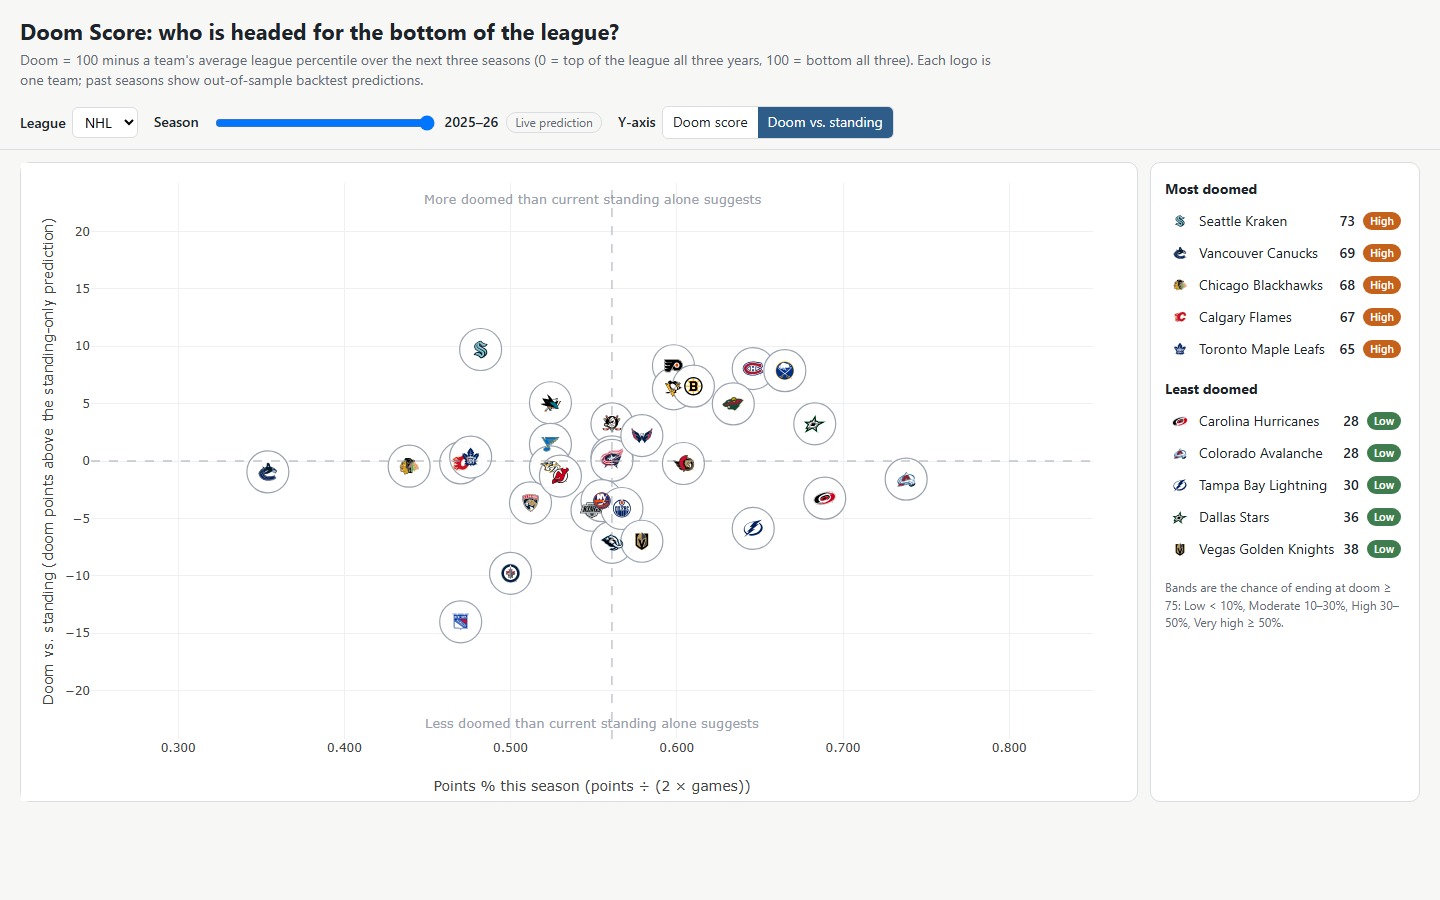 Doom Score: who is headed for the bottom of the league?
Doom = 100 minus a team's average league percentile over the next three seasons (0 = top of the league all three years, 100 = bottom all three). Each logo is
one team; past seasons show out-of-sample backtest predictions.
League NHL Season 2025–26 Live prediction Y-axis Doom score Doom vs. standing
More doomed than current standing alone suggests
Doom vs. standing (doom points above the standing-only prediction)
20
15
10
5
0
−5
−10
−15
−20
Less doomed than current standing alone suggests
0.300 0.400 0.500 0.600 0.700 0.800
Points % this season (points ÷ (2 × games))
Most doomed
Seattle Kraken 73 High
Vancouver Canucks 69 High
Chicago Blackhawks 68 High
Calgary Flames 67 High
Toronto Maple Leafs 65 High
Least doomed
Carolina Hurricanes 28 Low
Colorado Avalanche 28 Low
Tampa Bay Lightning 30 Low
Dallas Stars 36 Low
Vegas Golden Knights 38 Low
Bands are the chance of ending at doom ≥
75: Low < 10%, Moderate 10–30%, High 30–
50%, Very high ≥ 50%.